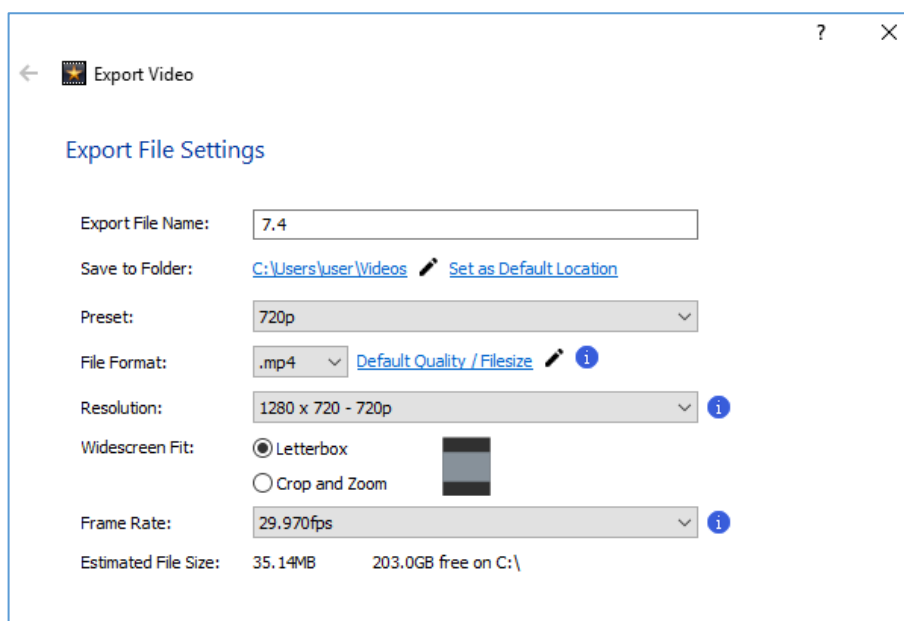 ?
Export Video
Export File Settings
Export File Name: 7.4
Save to Folder: C:\Users\user\Videos Set as Default Location
Preset: 720p
File Format: .mp4 Default Quality / Filesize i
Resolution: 1280 x 720 - 720p i
Widescreen Fit: Letterbox
Crop and Zoom
Frame Rate: 29.970fps i
Estimated File Size: 35.14MB 203.0GB free on C:\